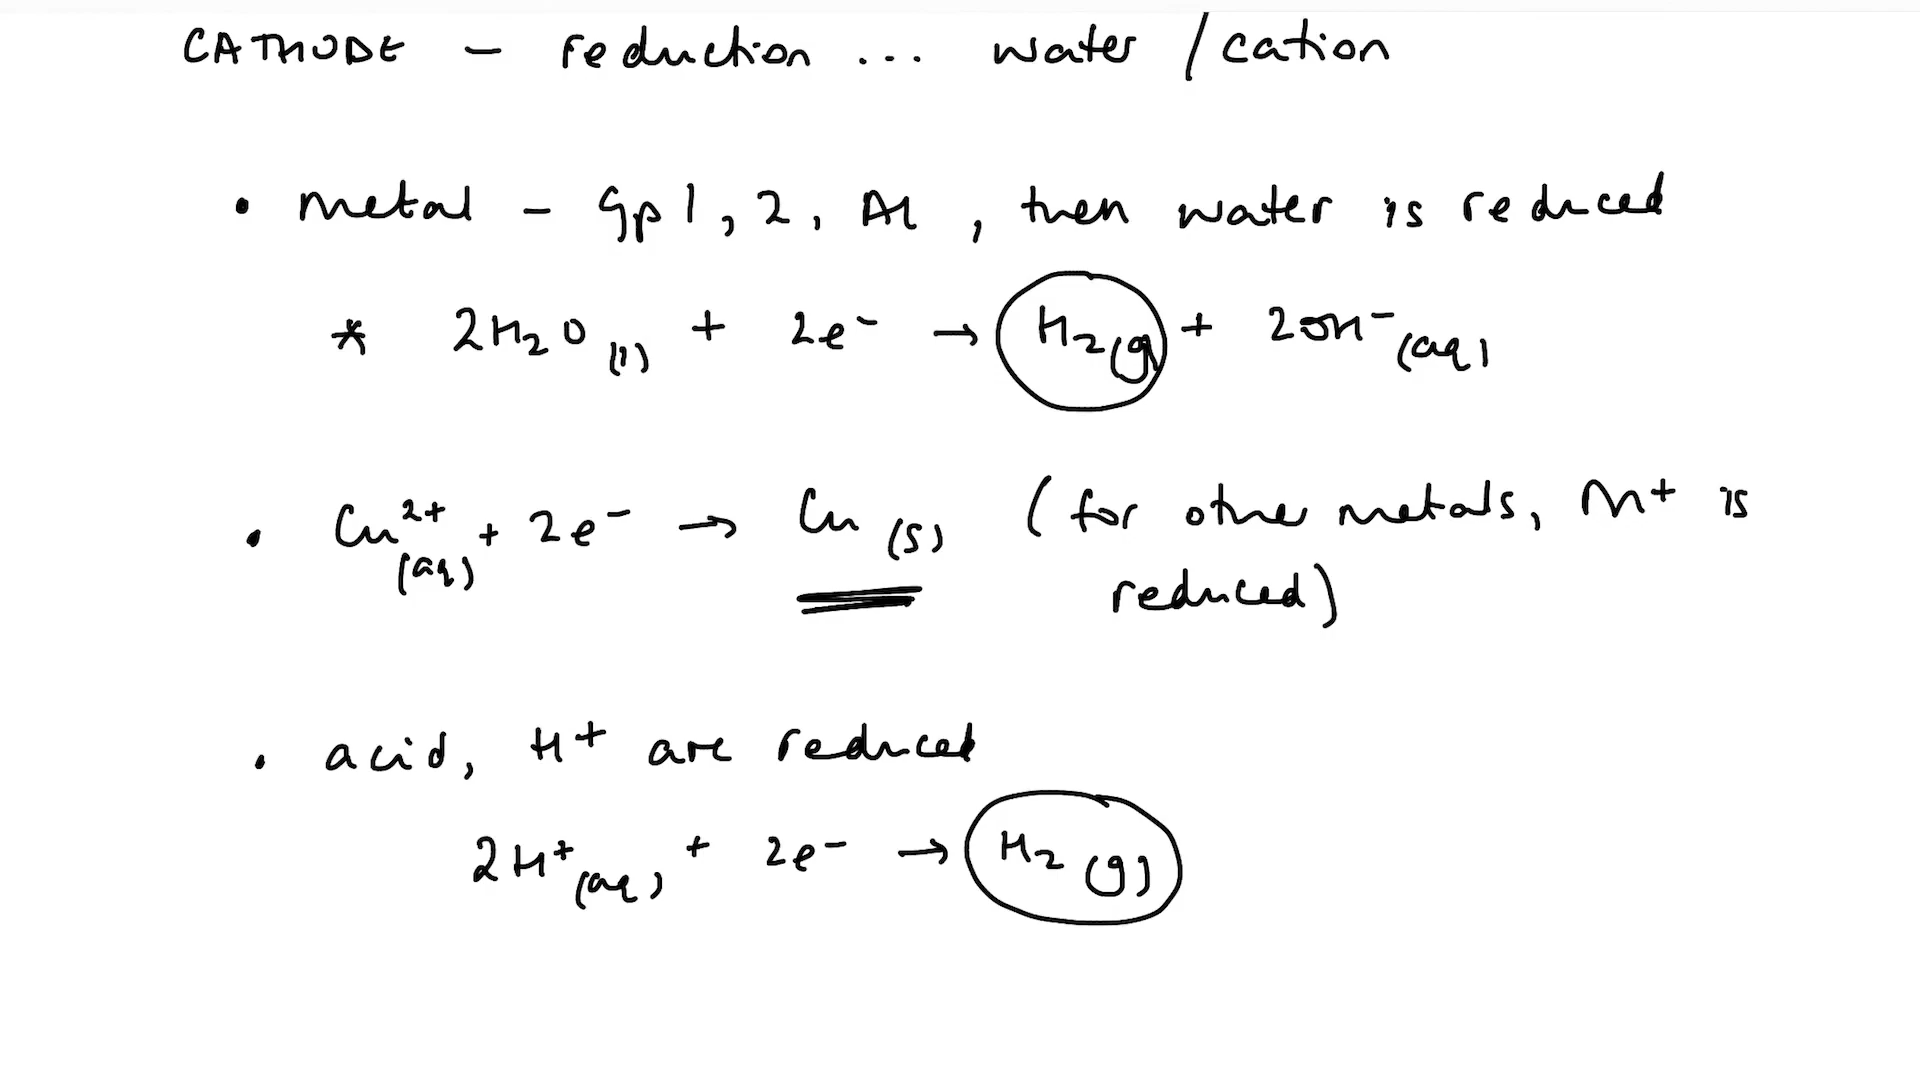 CATHODE – reduction ... water / cation
• metal – Gp 1, 2, Al, then water is reduced
* 2H₂O (l) + 2e⁻ → H₂(g) + 2OH⁻ (aq)
• Cu²⁺ (aq) + 2e⁻ → Cu (s) (for other metals, M⁺ is
reduced)
• acid, H⁺ are reduced
2H⁺ (aq) + 2e⁻ → H₂ (g)